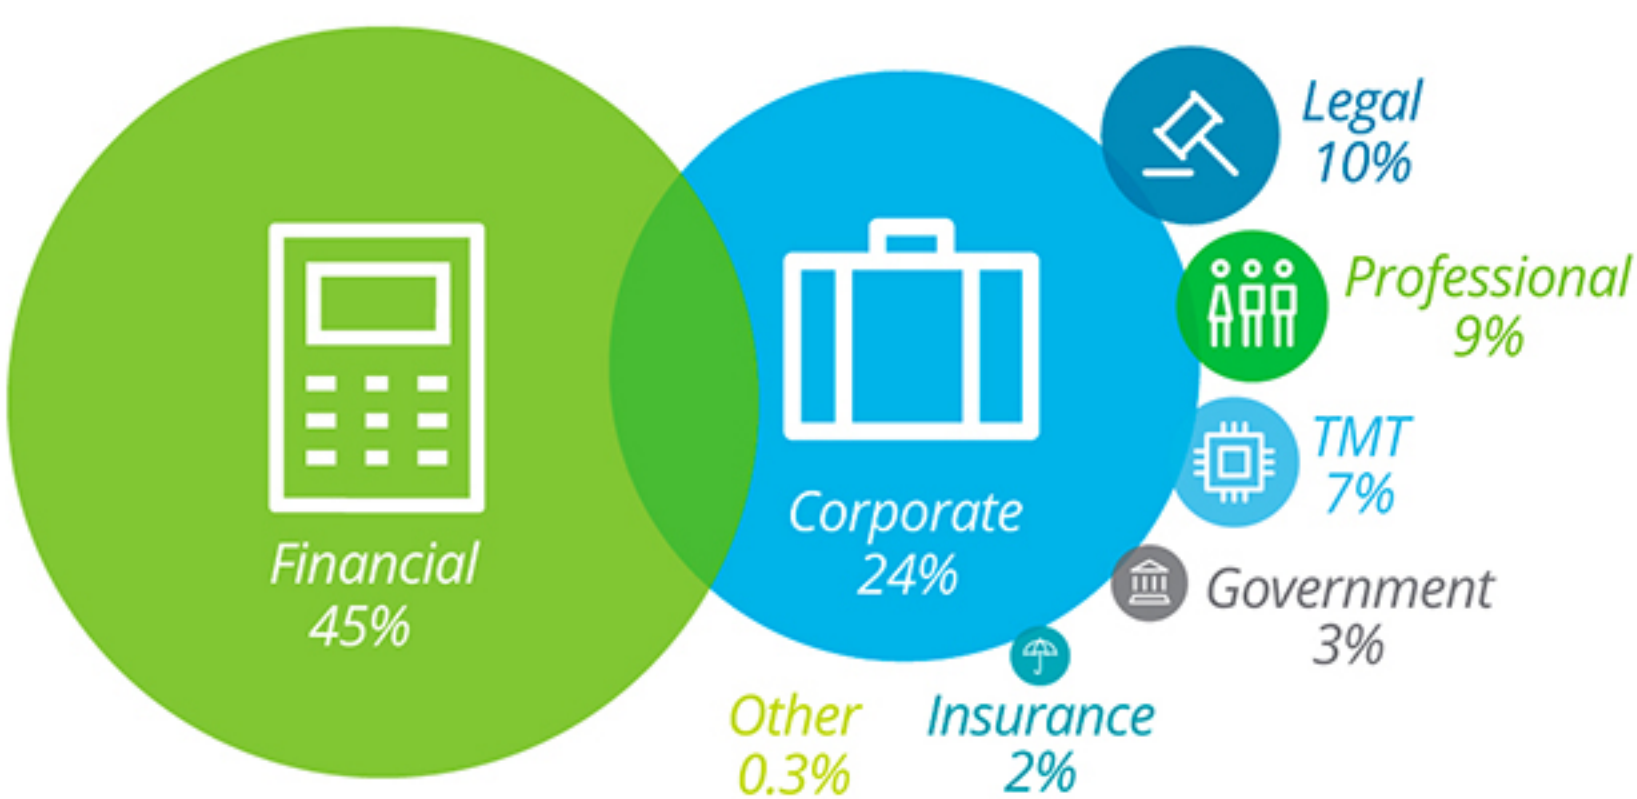 Financial
45%
Corporate
24%
Legal
10%
Professional
9%
TMT
7%
Government
3%
Insurance
2%
Other
0.3%